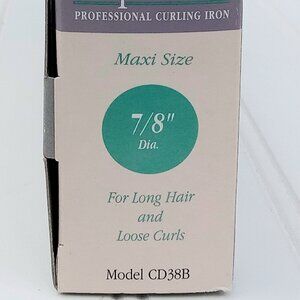 PROFESSIONAL CURLING IRON
Maxi Size
7/8"
Dia.
For Long Hair
and
Loose Curls
Model CD38B